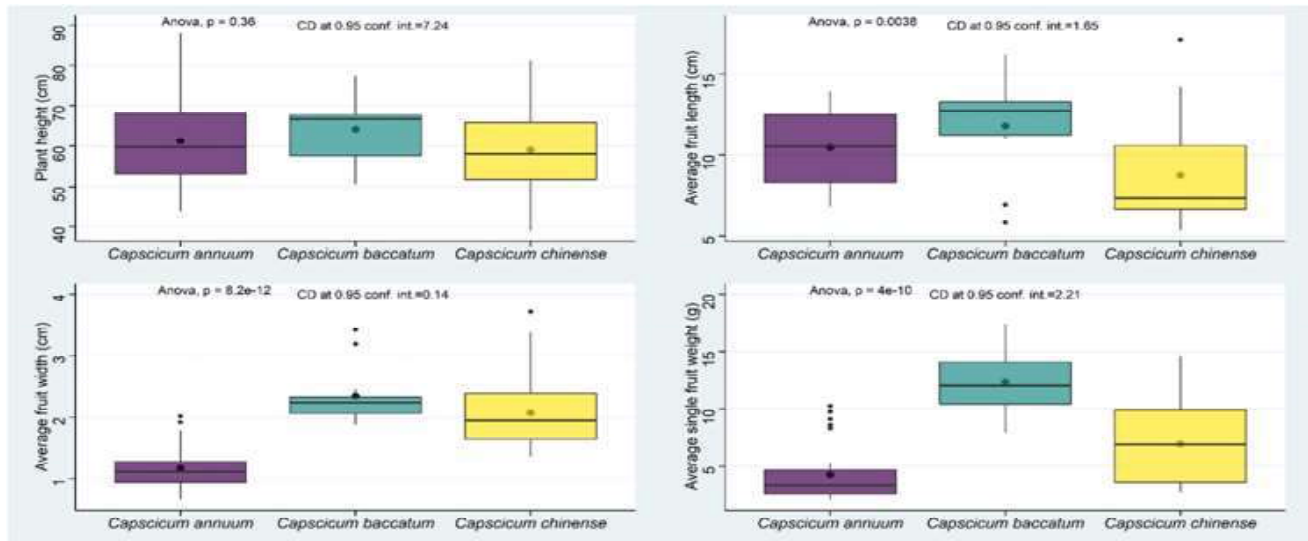 Anova, p = 0.36
CD at 0.95 conf. int.=7.24
Plant height (cm)
90
80
70
60
50
40
Capscicum annuum
Capscicum baccatum
Capscicum chinense
Anova, p = 0.0038
CD at 0.95 conf. int.=1.65
Average fruit length (cm)
15
10
5
Capscicum annuum
Capscicum baccatum
Capscicum chinense
Anova, p = 8.2e-12
CD at 0.95 conf. int.=0.14
Average fruit width (cm)
4
3
2
1
Capscicum annuum
Capscicum baccatum
Capscicum chinense
Anova, p = 4e-10
CD at 0.95 conf. int.=2.21
Average single fruit weight (g)
20
15
10
5
Capscicum annuum
Capscicum baccatum
Capscicum chinense